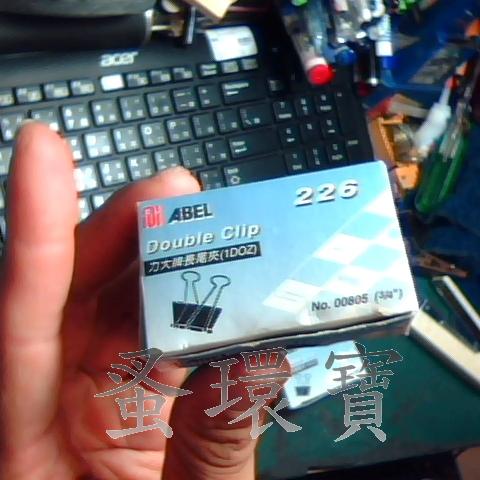 acer
226
ABEL
Double Clip
力大牌長尾夾(1DOZ)
No. 00805 (3/4")
蚤環寶